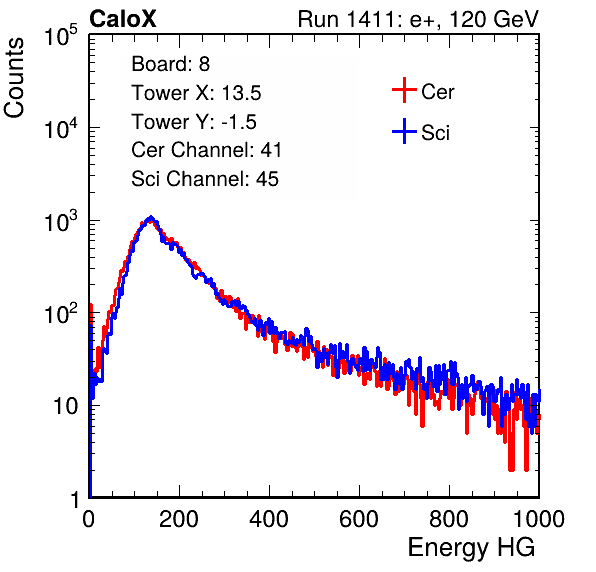 CaloX Run 1411: e+, 120 GeV
Counts
Board: 8
Tower X: 13.5
Tower Y: -1.5
Cer Channel: 41
Sci Channel: 45
Cer
Sci
10^5
10^4
10^3
10^2
10
1
0 200 400 600 800 1000
Energy HG